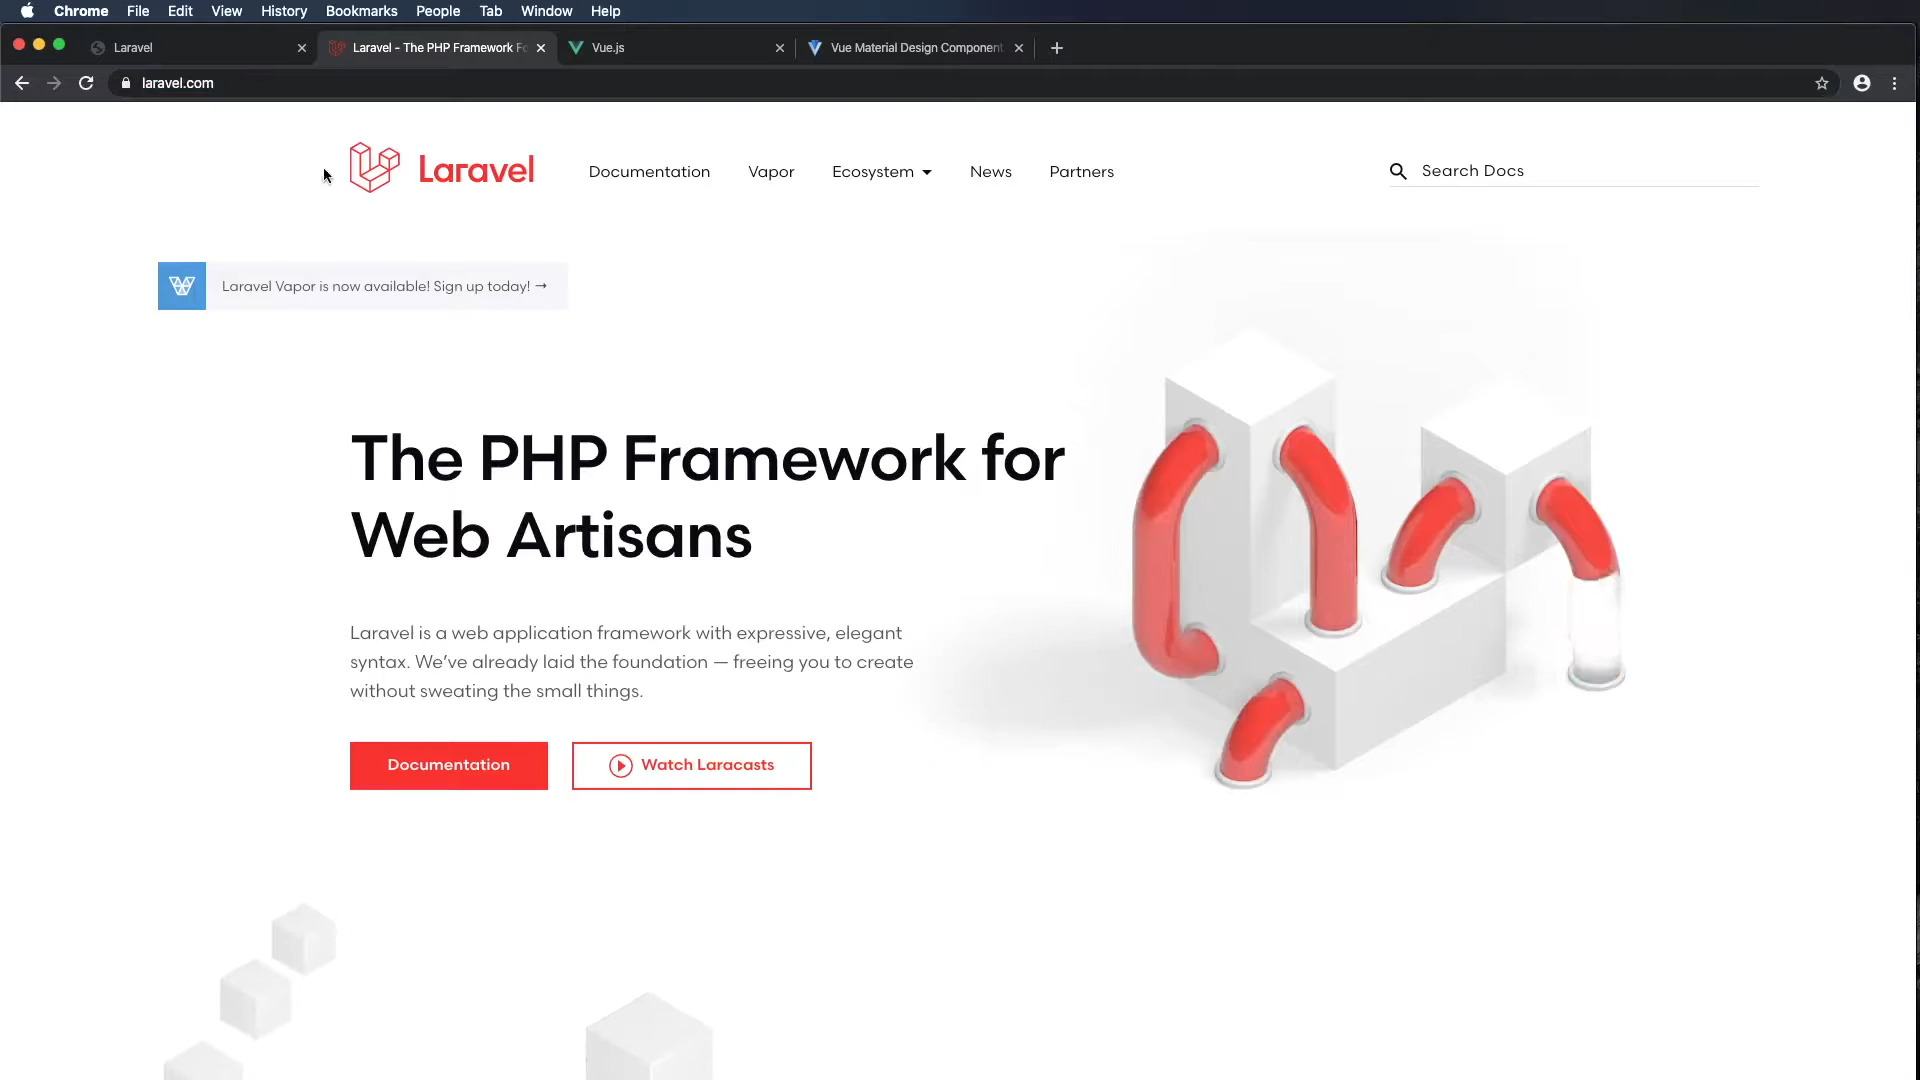 Chrome File Edit View History Bookmarks People Tab Window Help
Laravel
Laravel - The PHP Framework Fo
Vue.js
Vue Material Design Component
laravel.com
Laravel
Documentation
Vapor
Ecosystem
News
Partners
Search Docs
Laravel Vapor is now available! Sign up today! →
The PHP Framework for
Web Artisans
Laravel is a web application framework with expressive, elegant
syntax. We’ve already laid the foundation — freeing you to create
without sweating the small things.
Documentation
Watch Laracasts